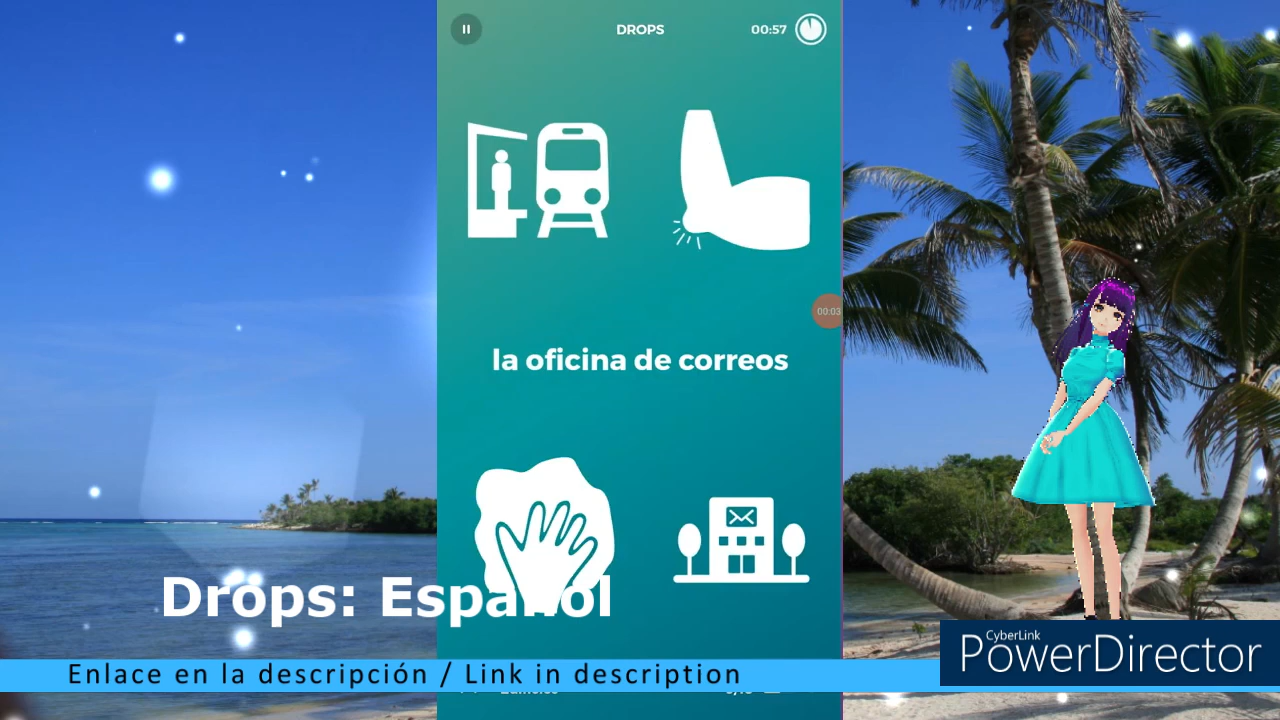 DROPS
00:57
00:03
la oficina de correos
Drops: Español
Enlace en la descripción / Link in description
CyberLink
PowerDirector